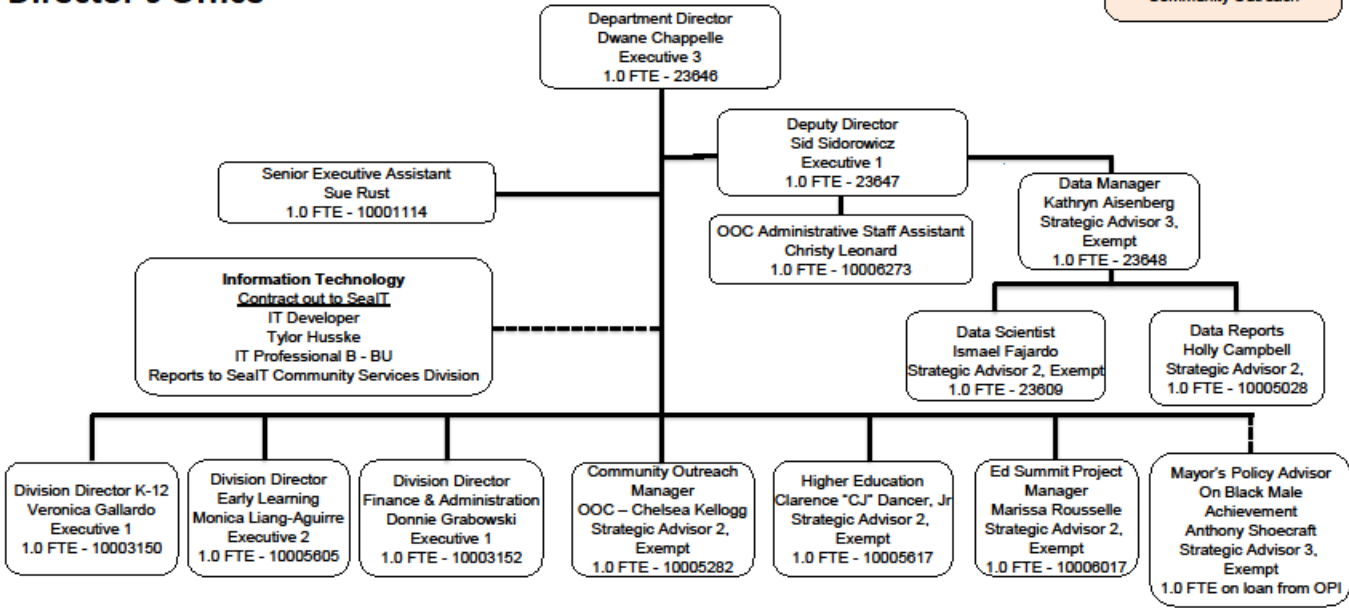 Director's Office
Community Outreach
Department Director
Dwane Chappelle
Executive 3
1.0 FTE - 23646
Deputy Director
Sid Sidorowicz
Executive 1
1.0 FTE - 23647
Senior Executive Assistant
Sue Rust
1.0 FTE - 10001114
Data Manager
Kathryn Aisenberg
Strategic Advisor 3,
Exempt
1.0 FTE - 23648
OOC Administrative Staff Assistant
Christy Leonard
1.0 FTE - 10006273
Information Technology
Contract out to SeaIT
IT Developer
Tylor Husske
IT Professional B - BU
Reports to SeaIT Community Services Division
Data Scientist
Ismael Fajardo
Strategic Advisor 2, Exempt
1.0 FTE - 23609
Data Reports
Holly Campbell
Strategic Advisor 2,
1.0 FTE - 10005028
Division Director K-12
Veronica Gallardo
Executive 1
1.0 FTE - 10003150
Division Director
Early Learning
Monica Liang-Aguirre
Executive 2
1.0 FTE - 10005605
Division Director
Finance & Administration
Donnie Grabowski
Executive 1
1.0 FTE - 10003152
Community Outreach
Manager
OOC – Chelsea Kellogg
Strategic Advisor 2,
Exempt
1.0 FTE - 10005282
Higher Education
Clarence "CJ" Dancer, Jr
Strategic Advisor 2,
Exempt
1.0 FTE - 10005617
Ed Summit Project
Manager
Marissa Rousselle
Strategic Advisor 2,
Exempt
1.0 FTE - 10006017
Mayor's Policy Advisor
On Black Male
Achievement
Anthony Shoecraft
Strategic Advisor 3,
Exempt
1.0 FTE on loan from OPI